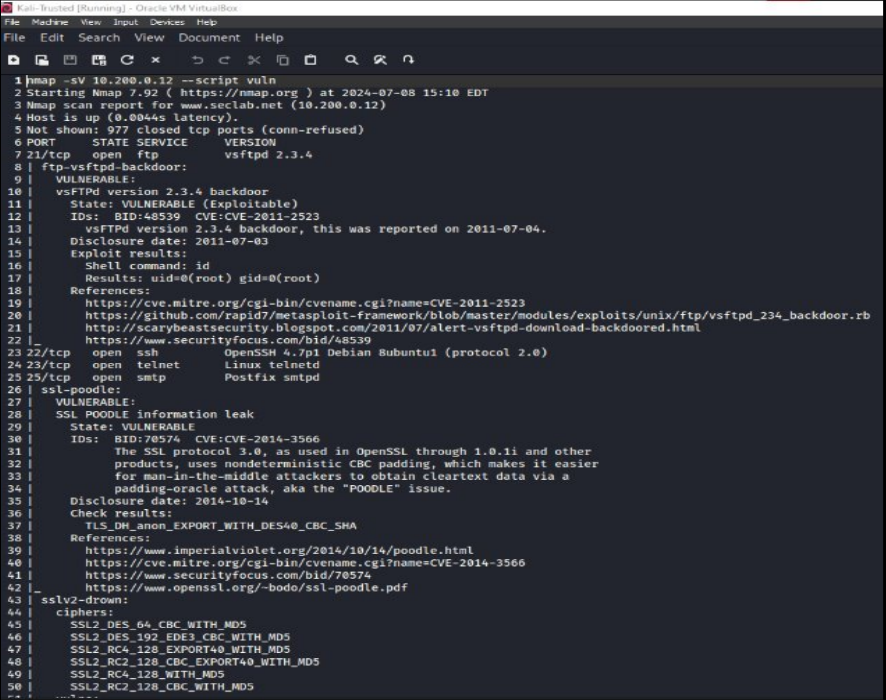 Kali-Trusted [Running] - Oracle VM VirtualBox
File Machine View Input Devices Help
File Edit Search View Document Help
1 nmap -sV 10.200.0.12 --script vuln
2 Starting Nmap 7.92 ( https://nmap.org ) at 2024-07-08 15:10 EDT
3 Nmap scan report for www.seclab.net (10.200.0.12)
4 Host is up (0.0044s latency).
5 Not shown: 977 closed tcp ports (conn-refused)
6 PORT     STATE SERVICE     VERSION
7 21/tcp   open  ftp         vsftpd 2.3.4
8 | ftp-vsftpd-backdoor:
9 |   VULNERABLE:
10 |   vsFTPd version 2.3.4 backdoor
11 |     State: VULNERABLE (Exploitable)
12 |     IDs:  BID:48539  CVE:CVE-2011-2523
13 |       vsFTPd version 2.3.4 backdoor, this was reported on 2011-07-04.
14 |     Disclosure date: 2011-07-03
15 |     Exploit results:
16 |       Shell command: id
17 |       Results: uid=0(root) gid=0(root)
18 |     References:
19 |       https://cve.mitre.org/cgi-bin/cvename.cgi?name=CVE-2011-2523
20 |       https://github.com/rapid7/metasploit-framework/blob/master/modules/exploits/unix/ftp/vsftpd_234_backdoor.rb
21 |       http://scarybeastsecurity.blogspot.com/2011/07/alert-vsftpd-download-backdoored.html
22 |_      https://www.securityfocus.com/bid/48539
23 22/tcp   open  ssh         OpenSSH 4.7p1 Debian 8ubuntu1 (protocol 2.0)
24 23/tcp   open  telnet      Linux telnetd
25 25/tcp   open  smtp        Postfix smtpd
26 | ssl-poodle:
27 |   VULNERABLE:
28 |   SSL POODLE information leak
29 |     State: VULNERABLE
30 |     IDs:  BID:70574  CVE:CVE-2014-3566
31 |           The SSL protocol 3.0, as used in OpenSSL through 1.0.1i and other
32 |           products, uses nondeterministic CBC padding, which makes it easier
33 |           for man-in-the-middle attackers to obtain cleartext data via a
34 |           padding-oracle attack, aka the "POODLE" issue.
35 |     Disclosure date: 2014-10-14
36 |     Check results:
37 |       TLS_DH_anon_EXPORT_WITH_DES40_CBC_SHA
38 |     References:
39 |       https://www.imperialviolet.org/2014/10/14/poodle.html
40 |       https://cve.mitre.org/cgi-bin/cvename.cgi?name=CVE-2014-3566
41 |       https://www.securityfocus.com/bid/70574
42 |_      https://www.openssl.org/~bodo/ssl-poodle.pdf
43 | sslv2-drown:
44 |   ciphers:
45 |     SSL2_DES_64_CBC_WITH_MD5
46 |     SSL2_DES_192_EDE3_CBC_WITH_MD5
47 |     SSL2_RC4_128_EXPORT40_WITH_MD5
48 |     SSL2_RC2_128_CBC_EXPORT40_WITH_MD5
49 |     SSL2_RC4_128_WITH_MD5
50 |     SSL2_RC2_128_CBC_WITH_MD5